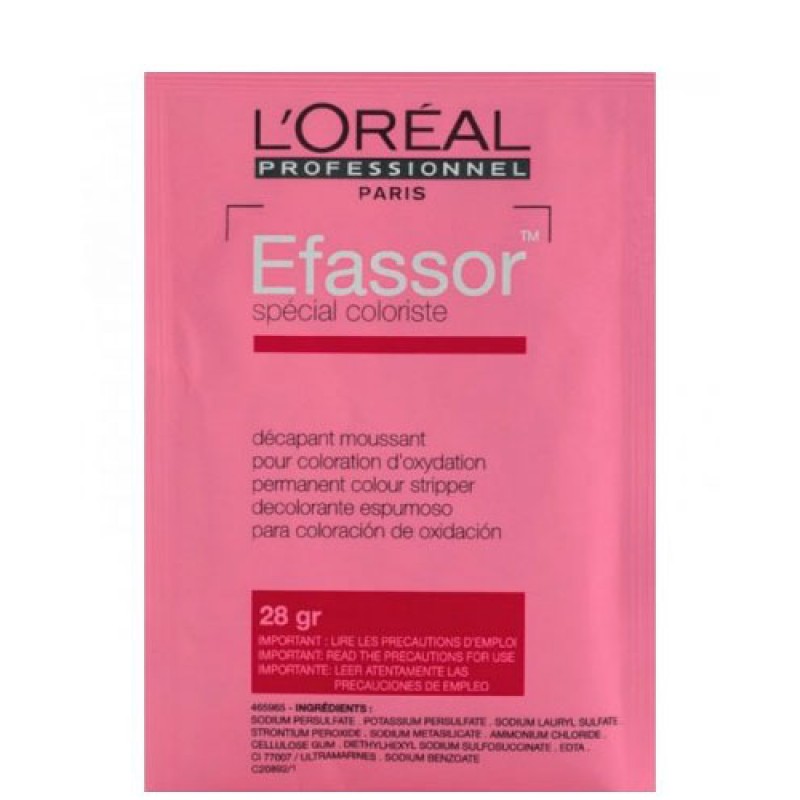 L'ORÉAL
PROFESSIONNEL
PARIS
Efassor™
spécial coloriste
décapant moussant
pour coloration d'oxydation
permanent colour stripper
decolorante espumoso
para coloración de oxidación
28 gr
IMPORTANT : LIRE LES PRECAUTIONS D'EMPLOI
IMPORTANT: READ THE PRECAUTIONS FOR USE
IMPORTANTE: LEER ATENTAMENTE LAS
PRECAUCIONES DE EMPLEO
465965 - INGRÉDIENTS :
SODIUM PERSULFATE . POTASSIUM PERSULFATE . SODIUM LAURYL SULFATE
STRONTIUM PEROXIDE . SODIUM METASILICATE . AMMONIUM CHLORIDE .
CELLULOSE GUM . DIETHYLHEXYL SODIUM SULFOSUCCINATE . EDTA .
CI 77007 / ULTRAMARINES . SODIUM BENZOATE
C20892/1